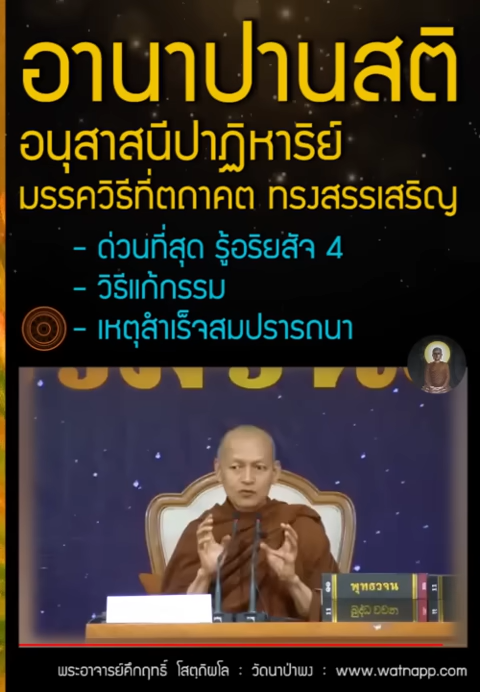 อานาปานสติ
อนุสาสนีปาฏิหาริย์
มรรควิธีที่ตถาคต ทรงสรรเสริญ
- ด่วนที่สุด รู้อริยสัจ 4
- วิธีแก้กรรม
- เหตุสำเร็จสมปรารถนา
พุทธวจน
พระอาจารย์คึกฤทธิ์ โสตฺถิผโล : วัดนาป่าพง : www.watnapp.com